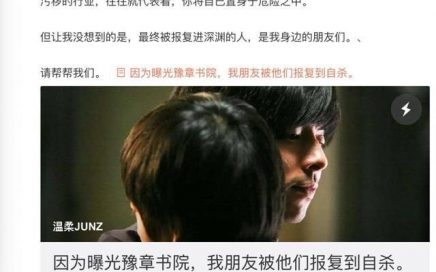 污秽的行业，往往就代表着，你将自己置身于危险之中。
但让我没想到的是，最终被报复进深渊的人，是我身边的朋友们。、
请帮帮我们。 因为曝光豫章书院，我朋友被他们报复到自杀。
温柔JUNZ
因为曝光豫章书院，我朋友被他们报复到自杀。